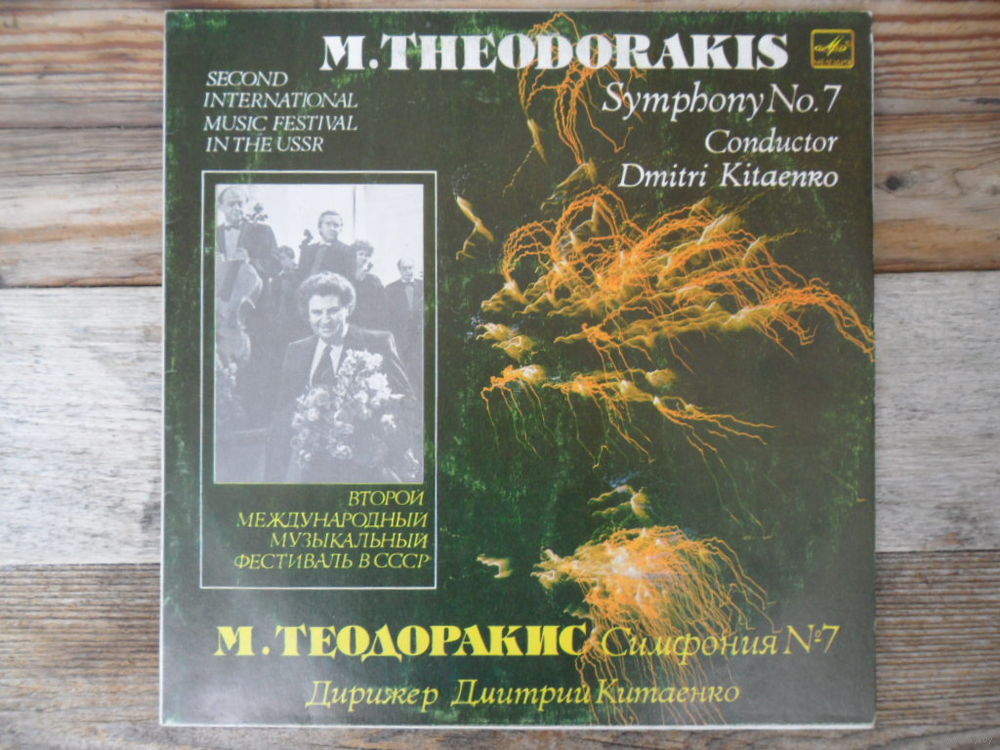 M. THEODORAKIS
МЕЛОДИЯ
Symphony No. 7
Conductor
Dmitri Kitaenko
SECOND
INTERNATIONAL
MUSIC FESTIVAL
IN THE USSR
ВТОРОЙ
МЕЖДУНАРОДНЫЙ
МУЗЫКАЛЬНЫЙ
ФЕСТИВАЛЬ В СССР
М. ТЕОДОРАКИС Симфония №7
Дирижер Дмитрий Китаенко